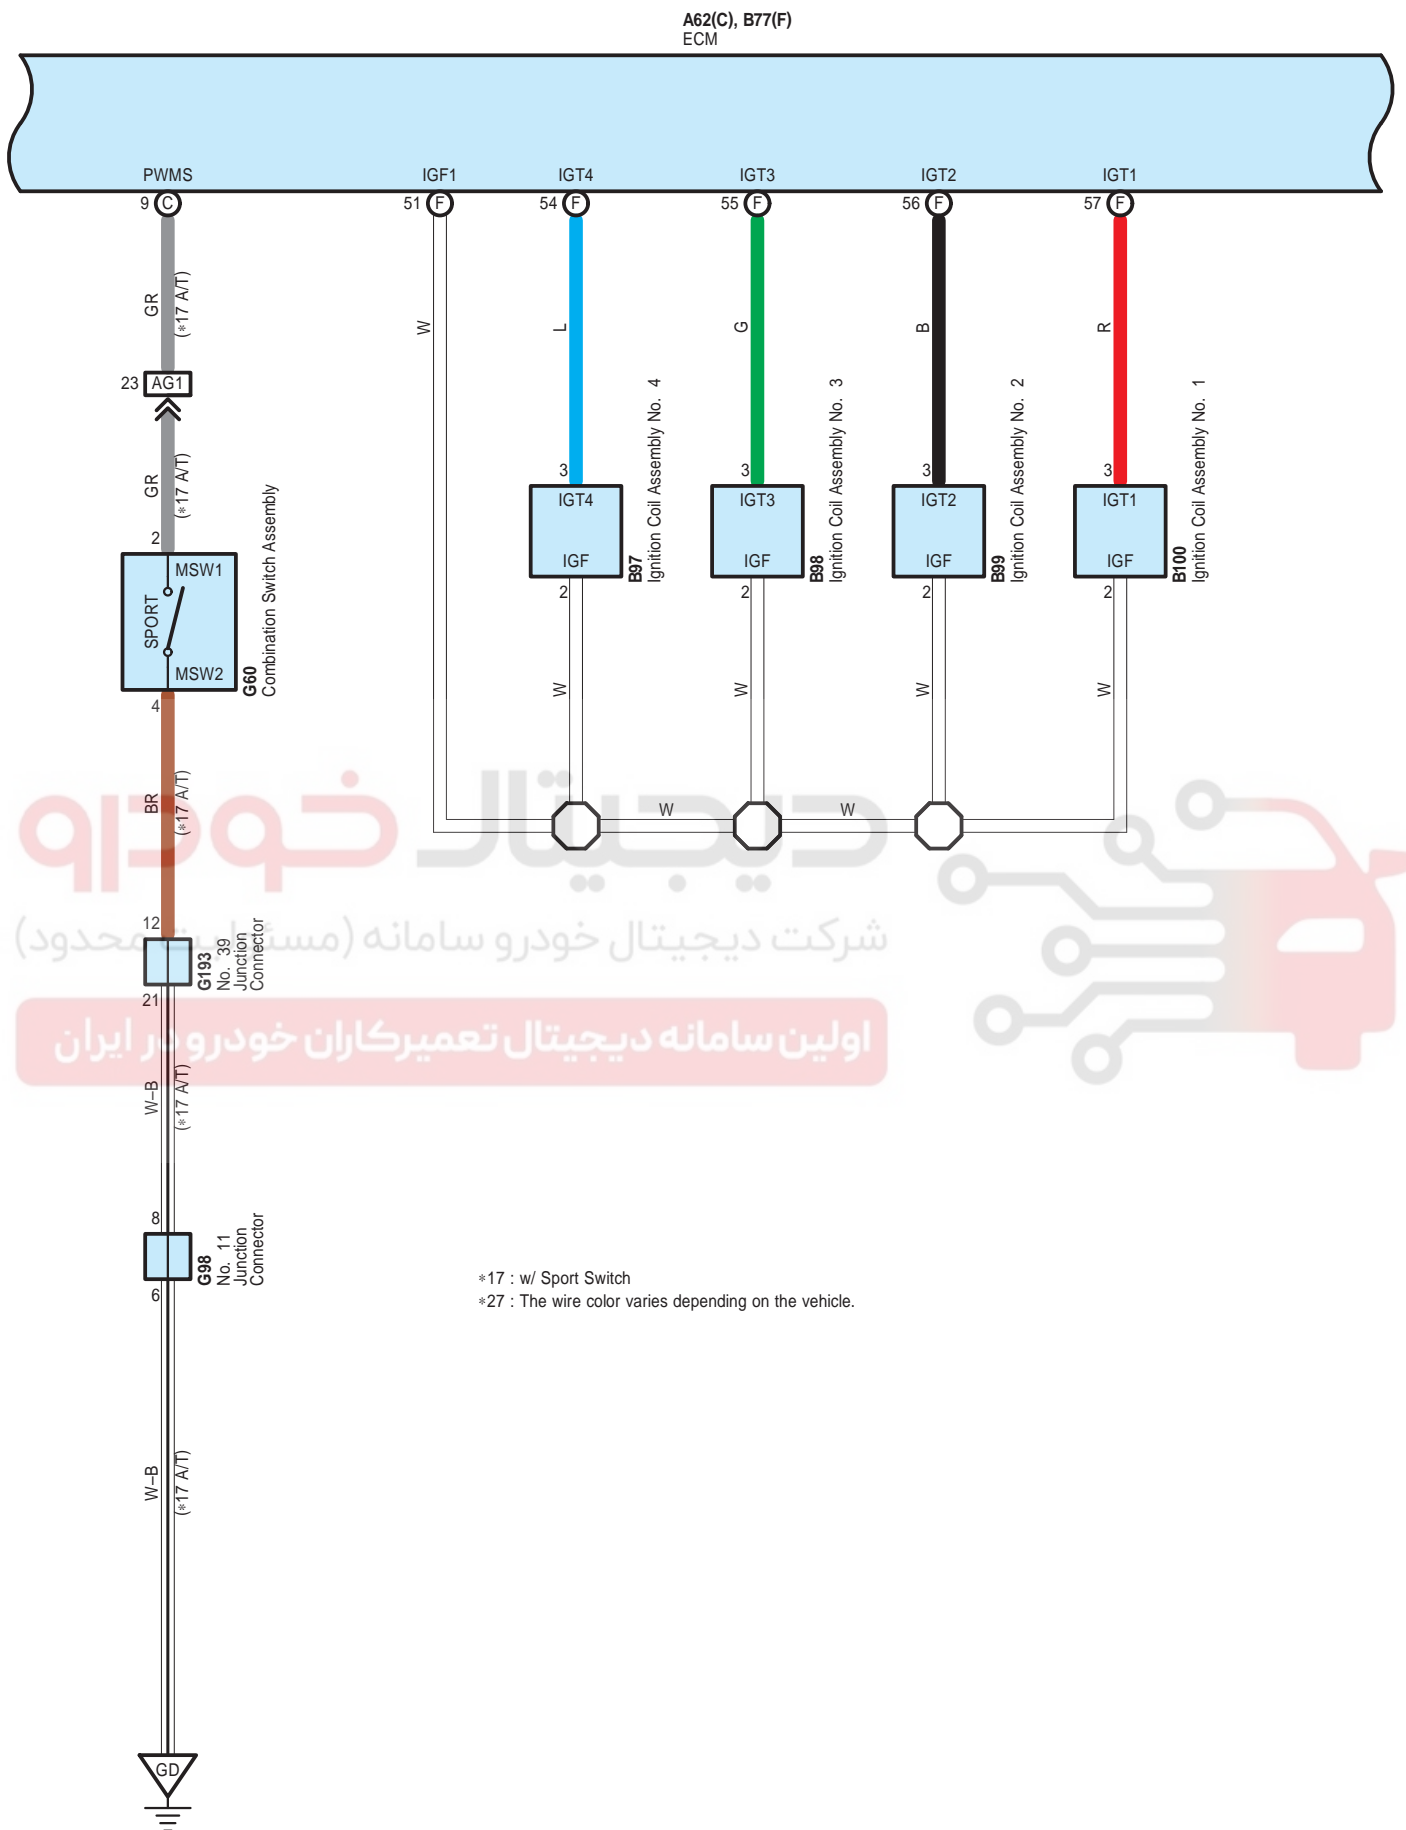 A62(C), B77(F)
ECM
PWMS
IGF1
IGT4
IGT3
IGT2
IGT1
9 C
51 F
54 F
55 F
56 F
57 F
GR
(*17 A/T)
W
L
G
B
R
23 AG1
GR
(*17 A/T)
2
MSW1
SPORT
MSW2
4
G60
Combination Switch Assembly
3
IGT4
IGF
2
B97
Ignition Coil Assembly No. 4
3
IGT3
IGF
2
B98
Ignition Coil Assembly No. 3
3
IGT2
IGF
2
B99
Ignition Coil Assembly No. 2
3
IGT1
IGF
2
B100
Ignition Coil Assembly No. 1
W
W
W
W
W
W
BR
(*17 A/T)
دیجیتال خودرو
شرکت دیجیتال خودرو سامانه (مسئولیت محدود)
اولین سامانه دیجیتال تعمیرکاران خودرو در ایران
12
G193
No. 39
Junction
Connector
21
W–B
(*17 A/T)
8
G98
No. 11
Junction
Connector
6
*17 : w/ Sport Switch
*27 : The wire color varies depending on the vehicle.
W–B
(*17 A/T)
GD